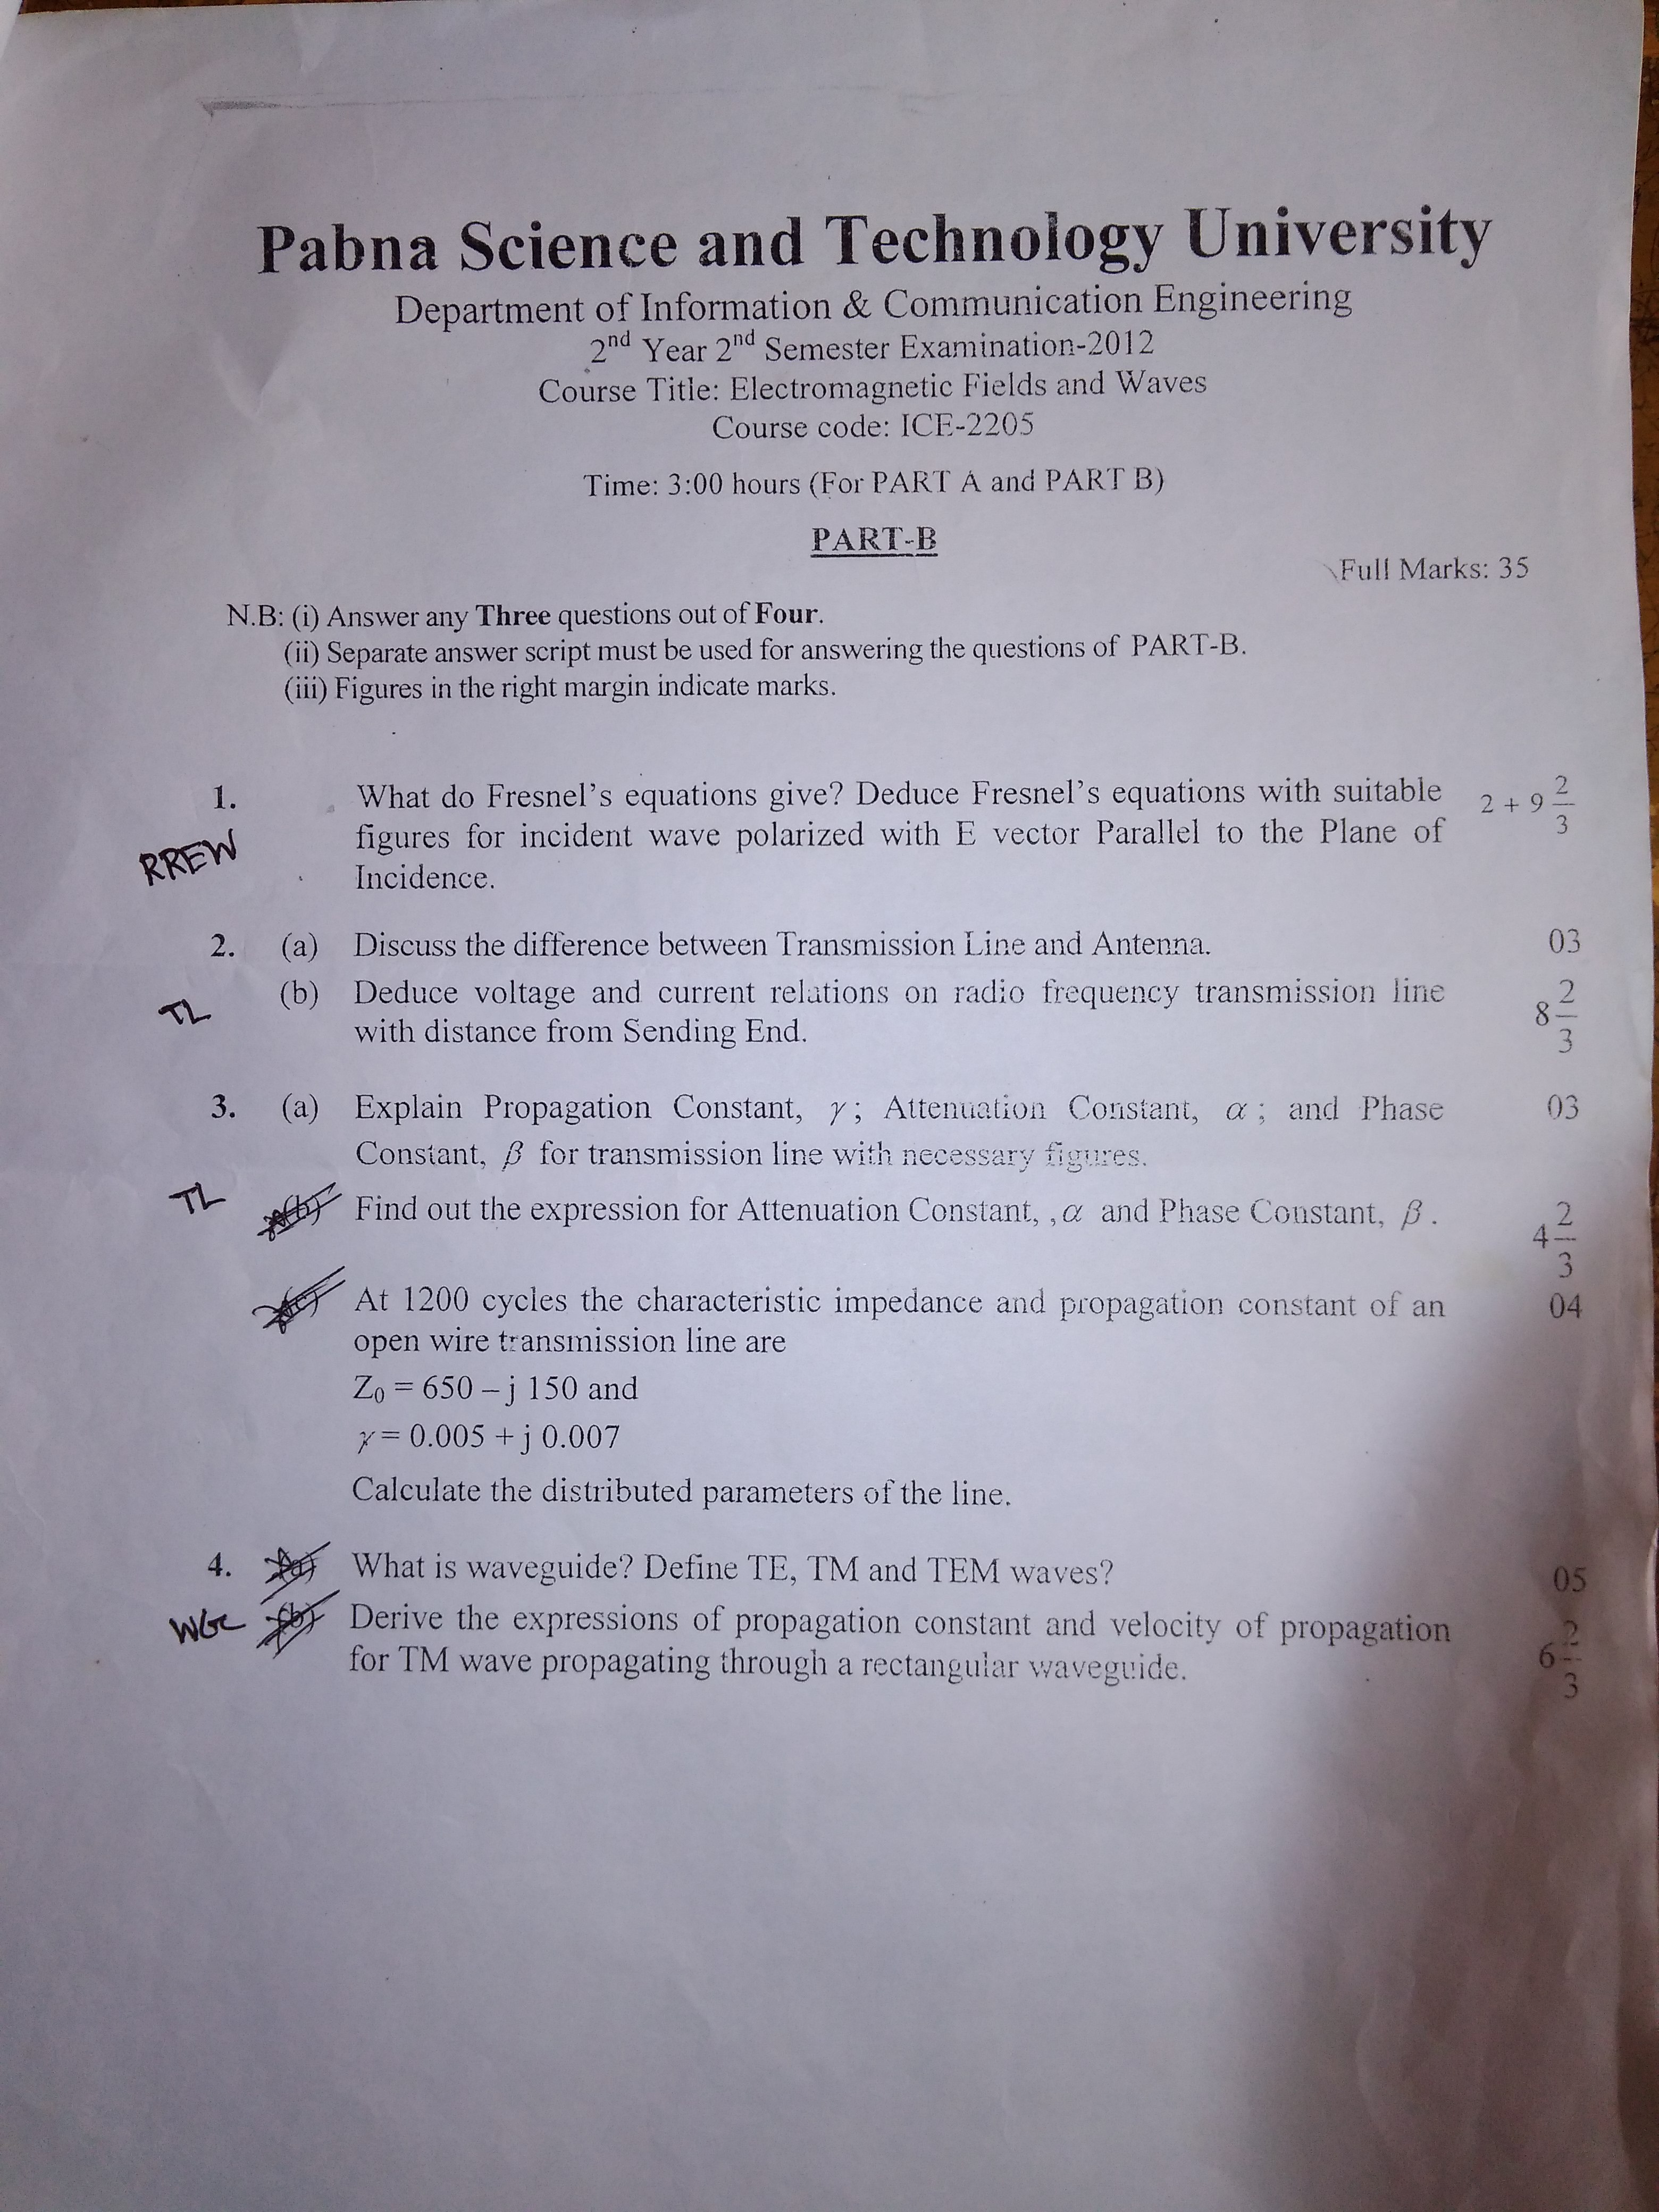 Pabna Science and Technology University
Department of Information & Communication Engineering
2nd Year 2nd Semester Examination-2012
Course Title: Electromagnetic Fields and Waves
Course code: ICE-2205
Time: 3:00 hours (For PART A and PART B)
PART-B
Full Marks: 35
N.B: (i) Answer any Three questions out of Four.
(ii) Separate answer script must be used for answering the questions of PART-B.
(iii) Figures in the right margin indicate marks.
1. What do Fresnel's equations give? Deduce Fresnel's equations with suitable 2 + 9 2/3
figures for incident wave polarized with E vector Parallel to the Plane of
RREW
Incidence.
2. (a) Discuss the difference between Transmission Line and Antenna. 03
(b) Deduce voltage and current relations on radio frequency transmission line 8 2/3
TL
with distance from Sending End.
3. (a) Explain Propagation Constant, γ; Attenuation Constant, α; and Phase 03
Constant, β for transmission line with necessary figures.
TL
(b) Find out the expression for Attenuation Constant, , α and Phase Constant, β. 4 2/3
(c) At 1200 cycles the characteristic impedance and propagation constant of an 04
open wire transmission line are
Z0 = 650 – j 150 and
γ = 0.005 + j 0.007
Calculate the distributed parameters of the line.
4. (a) What is waveguide? Define TE, TM and TEM waves? 05
WG (b) Derive the expressions of propagation constant and velocity of propagation 6 2/3
for TM wave propagating through a rectangular waveguide.